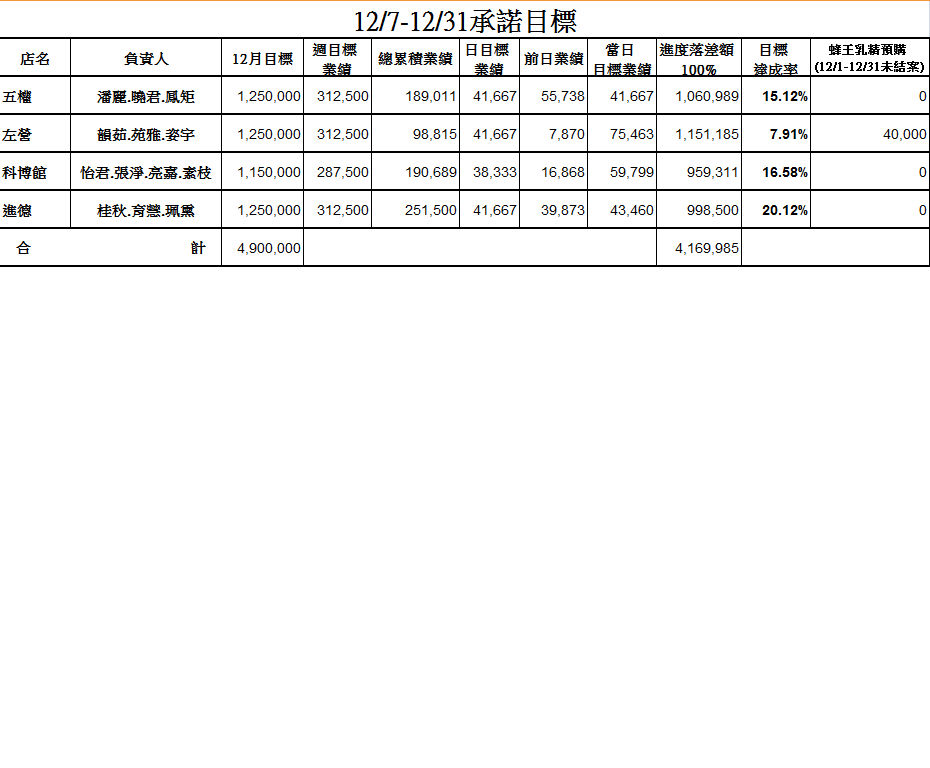 12/7-12/31承諾目標
店名 負責人 12月目標 週目標業績 總累積業績 日目標業績 前日業績 當日目標業績 進度落差額100% 目標達成率 蜂王乳精預購(12/1-12/31未結案)
五權 潘麗.曉君.鳳矩 1,250,000 312,500 189,011 41,667 55,738 41,667 1,060,989 15.12% 0
左營 韻茹.苑雅.姿宇 1,250,000 312,500 98,815 41,667 7,870 75,463 1,151,185 7.91% 40,000
科博館 怡君.張淨.亮嘉.素枝 1,150,000 287,500 190,689 38,333 16,868 59,799 959,311 16.58% 0
進德 桂秋.育慧.珮黨 1,250,000 312,500 251,500 41,667 39,873 43,460 998,500 20.12% 0
合 計 4,900,000 4,169,985